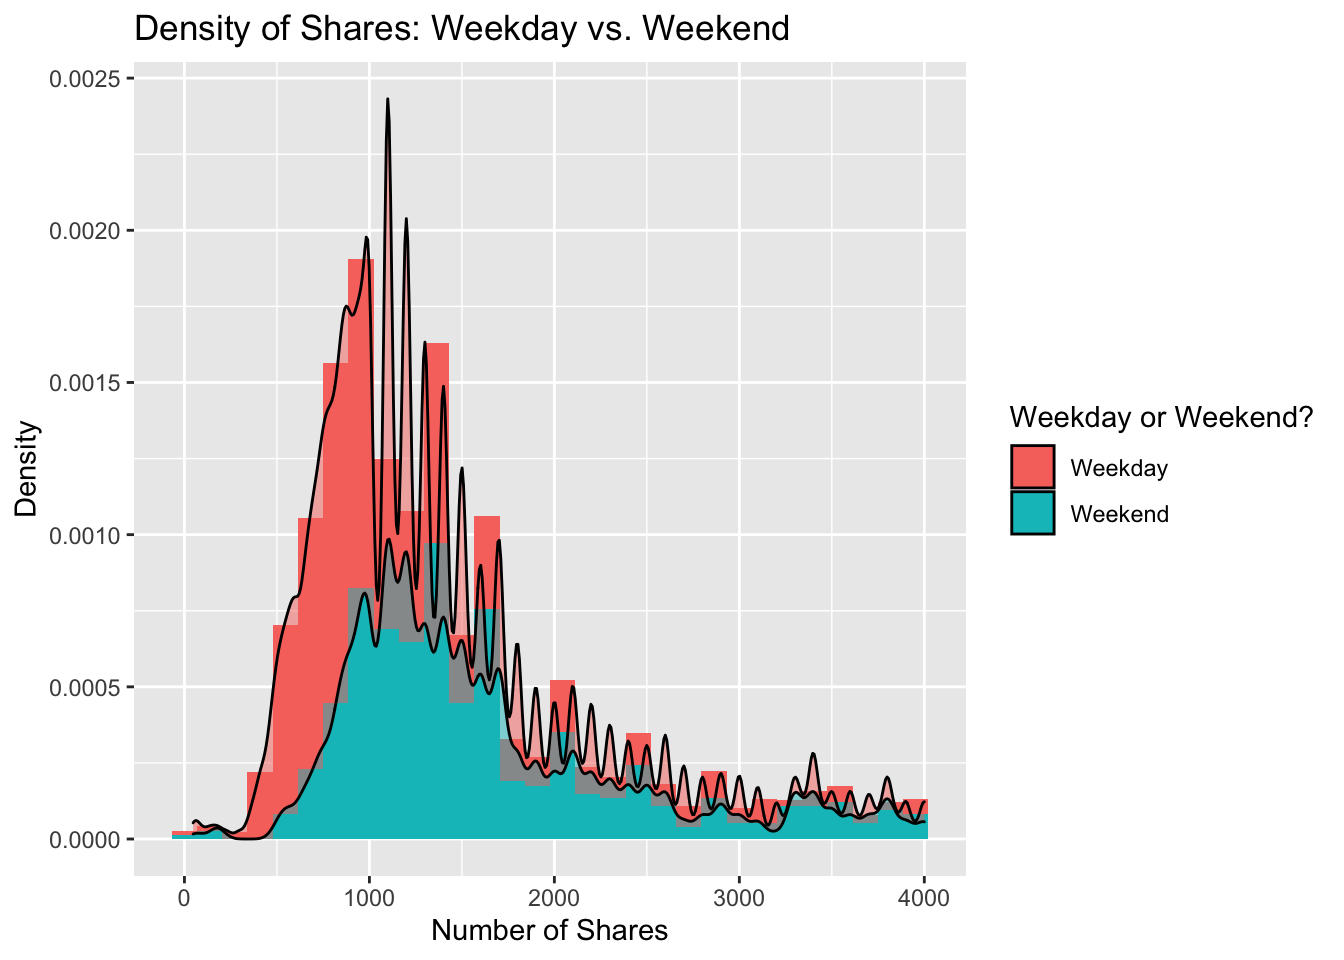 Density of Shares: Weekday vs. Weekend
0.0025
0.0020
0.0015
0.0010
0.0005
0.0000
Density
0 1000 2000 3000 4000
Number of Shares
Weekday or Weekend?
Weekday
Weekend